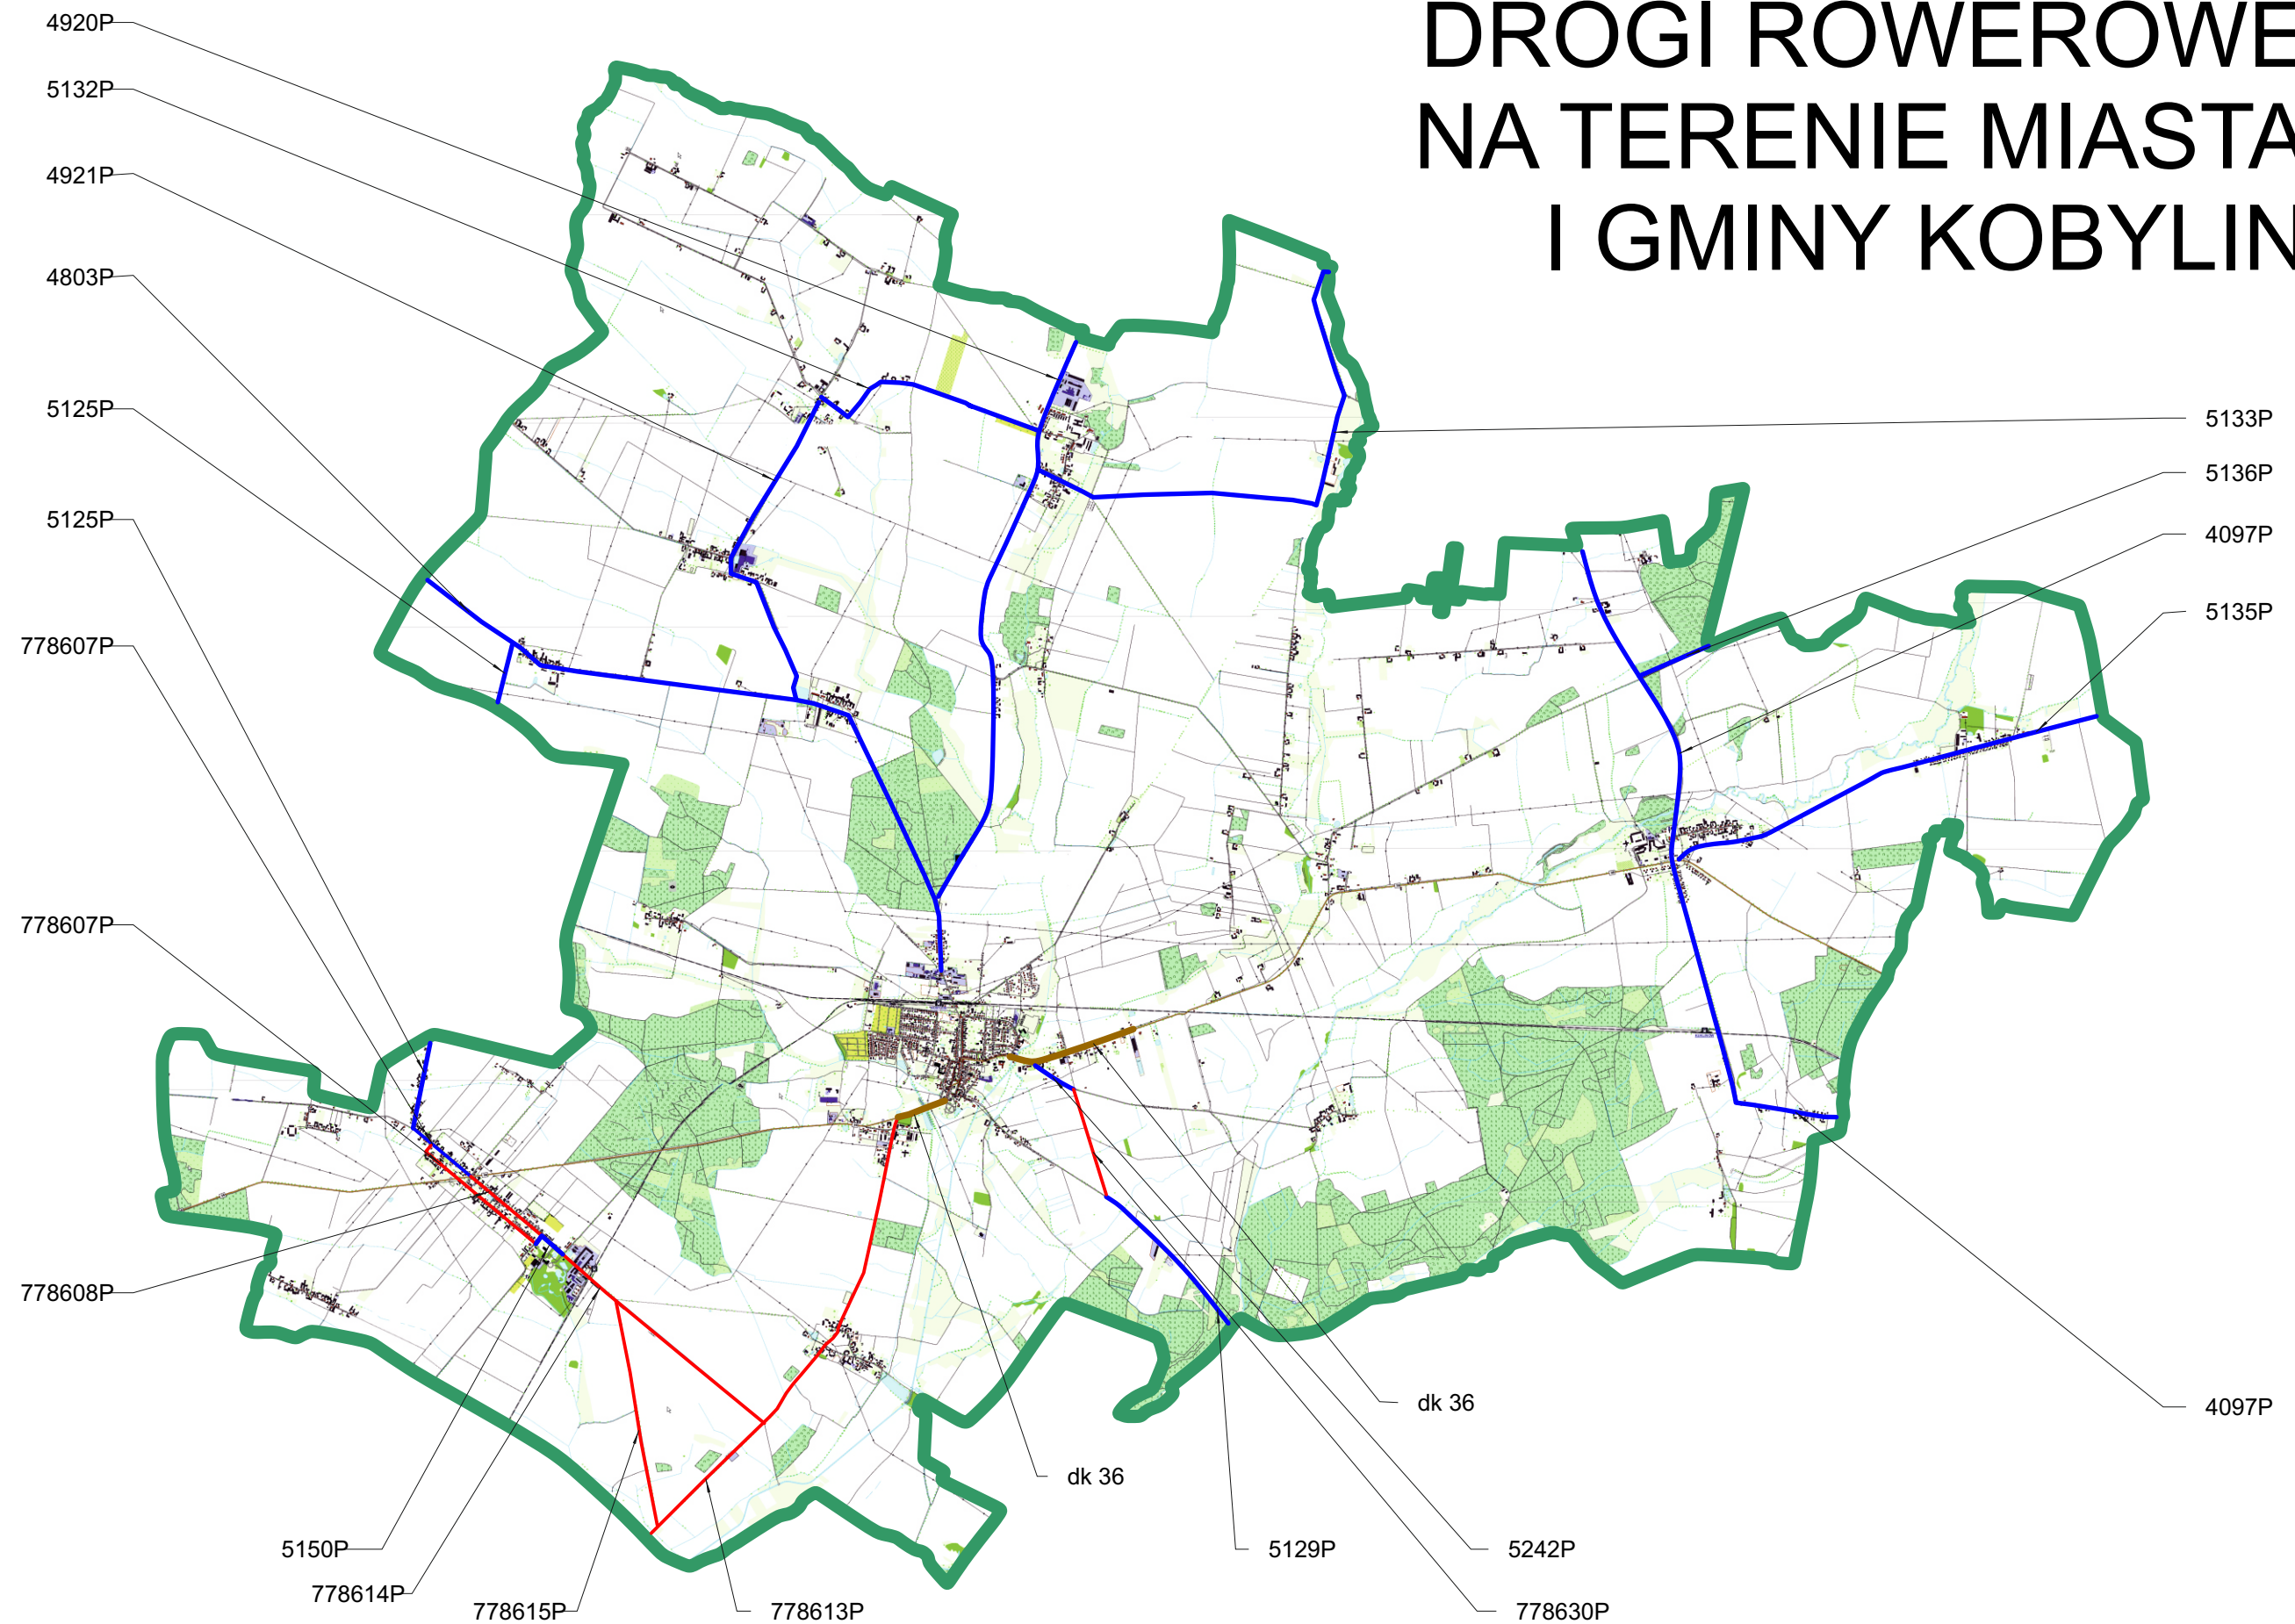 DROGI ROWEROWE
NA TERENIE MIASTA
I GMINY KOBYLIN
4920P
5132P
4921P
4803P
5125P
5125P
778607P
778607P
778608P
5133P
5136P
4097P
5135P
4097P
dk 36
dk 36
5150P
778614P
778615P
778613P
5129P
5242P
778630P